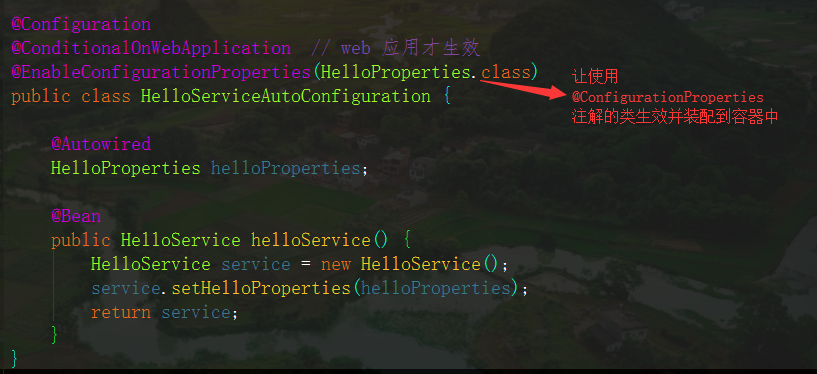 @Configuration
@ConditionalOnWebApplication  // web 应用才生效
@EnableConfigurationProperties(HelloProperties.class)
public class HelloServiceAutoConfiguration {
让使用
@ConfigurationProperties
注解的类生效并装配到容器中
    @Autowired
    HelloProperties helloProperties;
    @Bean
    public HelloService helloService() {
        HelloService service = new HelloService();
        service.setHelloProperties(helloProperties);
        return service;
    }
}